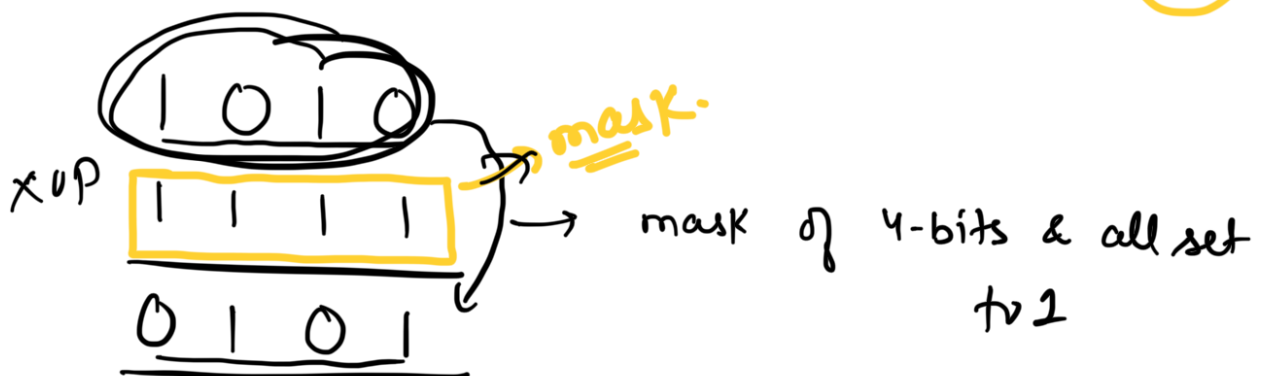 1 0 1 0
mask.
XOR 1 1 1 1
mask of 4-bits & all set
to 1
0 1 0 1